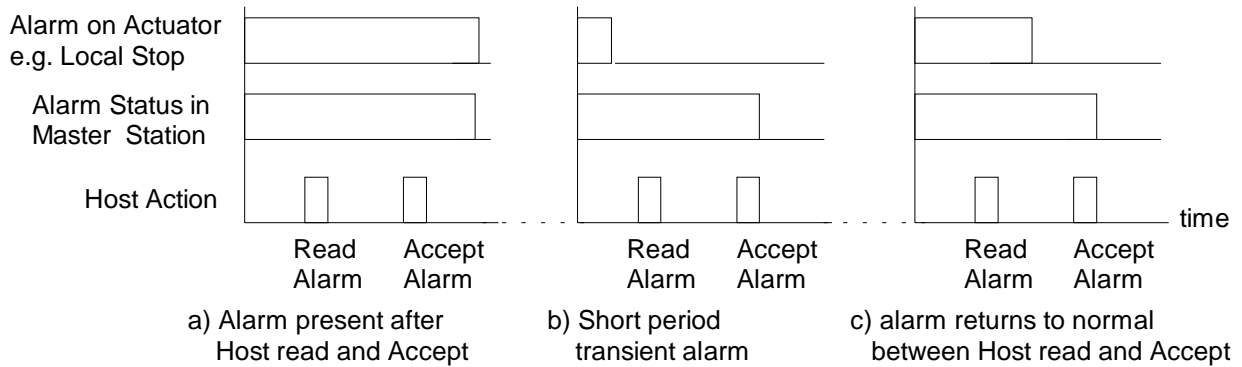 Alarm on Actuator
e.g. Local Stop
Alarm Status in
Master Station
Host Action
time
Read
Alarm
Accept
Alarm
Read
Alarm
Accept
Alarm
Read
Alarm
Accept
Alarm
a) Alarm present after
Host read and Accept
b) Short period
transient alarm
c) alarm returns to normal
between Host read and Accept